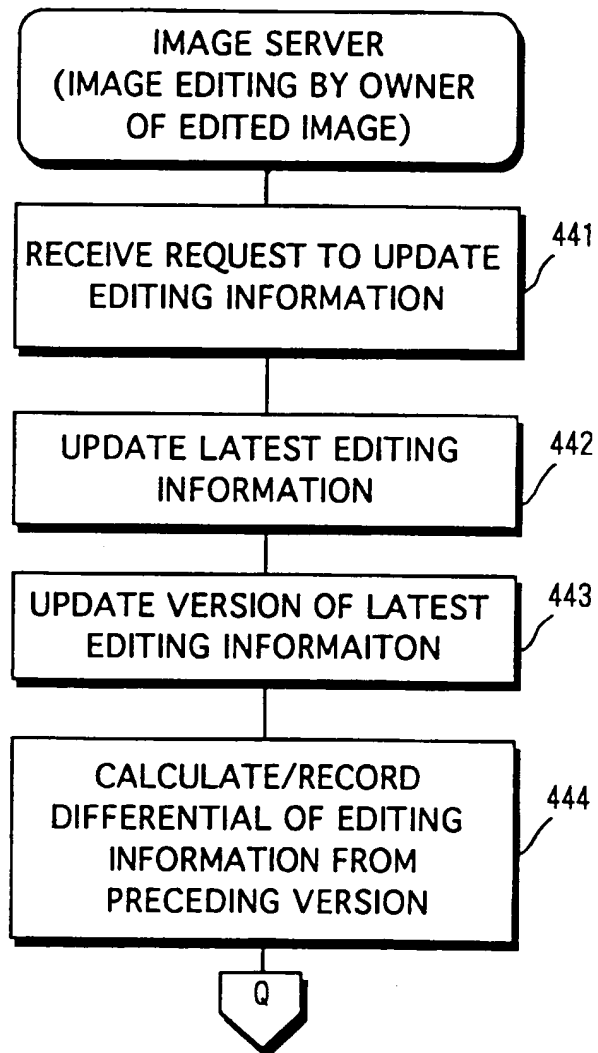 IMAGE SERVER
(IMAGE EDITING BY OWNER
OF EDITED IMAGE)
RECEIVE REQUEST TO UPDATE
EDITING INFORMATION
441
UPDATE LATEST EDITING
INFORMATION
442
UPDATE VERSION OF LATEST
EDITING INFORMAITON
443
CALCULATE/RECORD
DIFFERENTIAL OF EDITING
INFORMATION FROM
PRECEDING VERSION
444
Q